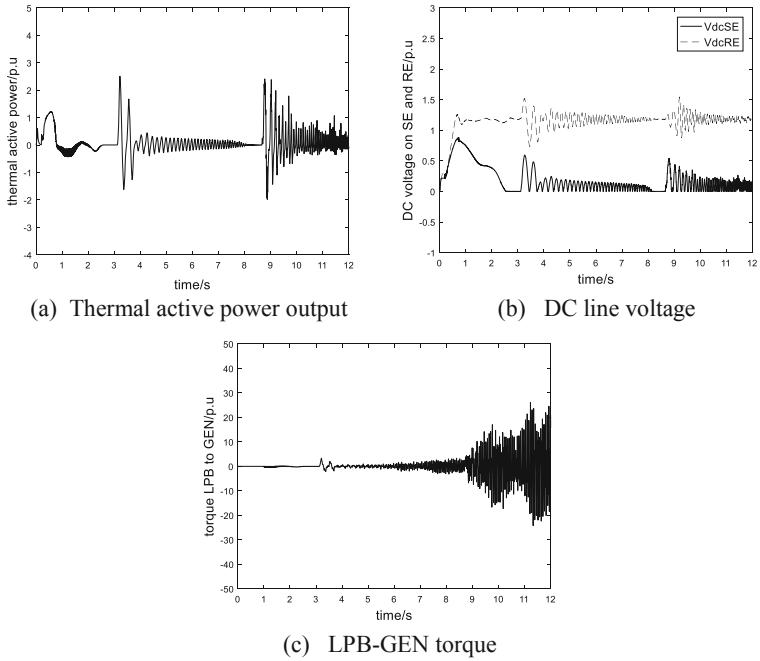 5
4
3
2
1
0
-1
-2
-3
-4
0 1 2 3 4 5 6 7 8 9 10 11 12
thermal active power/p.u
time/s
(a) Thermal active power output
3
2.5
2
1.5
1
0.5
0
-0.5
-1
0 1 2 3 4 5 6 7 8 9 10 11 12
DC voltage on SE and RE/p.u
VdcSE
VdcRE
time/s
(b) DC line voltage
50
40
30
20
10
0
-10
-20
-30
-40
-50
0 1 2 3 4 5 6 7 8 9 10 11 12
torque LPB to GEN/p.u
time/s
(c) LPB-GEN torque